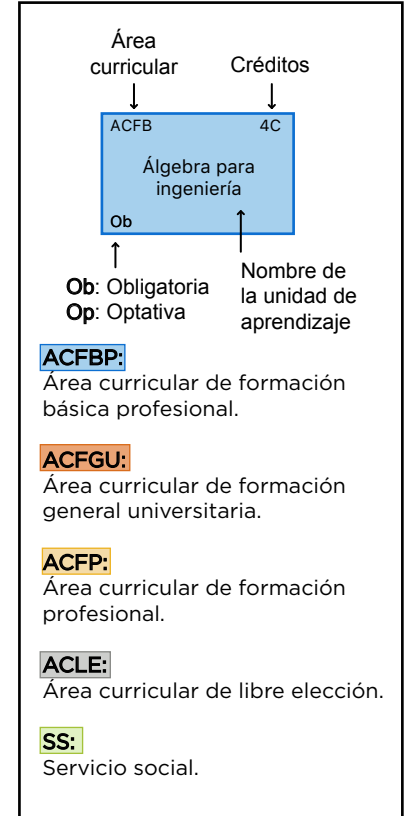 Área
curricular
Créditos
ACFB
4C
Álgebra para
ingeniería
Ob
Ob: Obligatoria
Op: Optativa
Nombre de
la unidad de
aprendizaje
ACFBP:
Área curricular de formación
básica profesional.
ACFGU:
Área curricular de formación
general universitaria.
ACFP:
Área curricular de formación
profesional.
ACLE:
Área curricular de libre elección.
SS:
Servicio social.